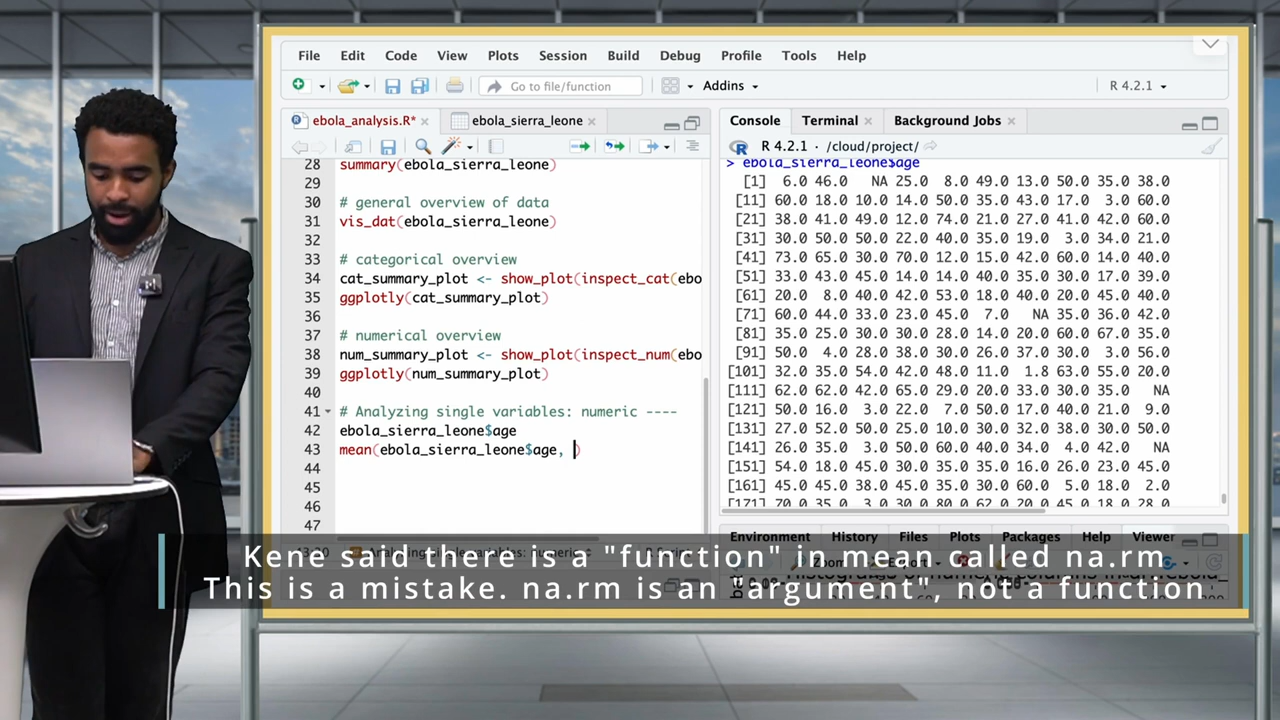 File Edit Code View Plots Session Build Debug Profile Tools Help
Go to file/function Addins R 4.2.1
ebola_analysis.R* ebola_sierra_leone
28 summary(ebola_sierra_leone)
29
30 # general overview of data
31 vis_dat(ebola_sierra_leone)
32
33 # categorical overview
34 cat_summary_plot <- show_plot(inspect_cat(ebo
35 ggplotly(cat_summary_plot)
36
37 # numerical overview
38 num_summary_plot <- show_plot(inspect_num(ebo
39 ggplotly(num_summary_plot)
40
41 # Analyzing single variables: numeric ----
42 ebola_sierra_leone$age
43 mean(ebola_sierra_leone$age, )
44
45
46
47
Console Terminal Background Jobs
R 4.2.1 · /cloud/project/
> ebola_sierra_leone$age
[1] 6.0 46.0 NA 25.0 8.0 49.0 13.0 50.0 35.0 38.0
[11] 60.0 18.0 10.0 14.0 50.0 35.0 43.0 17.0 3.0 60.0
[21] 38.0 41.0 49.0 12.0 74.0 21.0 27.0 41.0 42.0 60.0
[31] 30.0 50.0 50.0 22.0 40.0 35.0 19.0 3.0 34.0 21.0
[41] 73.0 65.0 30.0 70.0 12.0 15.0 42.0 60.0 14.0 40.0
[51] 33.0 43.0 45.0 14.0 14.0 40.0 35.0 30.0 17.0 39.0
[61] 20.0 8.0 40.0 42.0 53.0 18.0 40.0 20.0 45.0 40.0
[71] 60.0 44.0 33.0 23.0 45.0 7.0 NA 35.0 36.0 42.0
[81] 35.0 25.0 30.0 30.0 28.0 14.0 20.0 60.0 67.0 35.0
[91] 50.0 4.0 28.0 38.0 30.0 26.0 37.0 30.0 3.0 56.0
[101] 32.0 35.0 54.0 42.0 48.0 11.0 1.8 63.0 55.0 20.0
[111] 62.0 62.0 42.0 65.0 29.0 20.0 33.0 30.0 35.0 NA
[121] 50.0 16.0 3.0 22.0 7.0 50.0 17.0 40.0 21.0 9.0
[131] 27.0 52.0 50.0 25.0 10.0 30.0 32.0 38.0 30.0 50.0
[141] 26.0 35.0 3.0 50.0 60.0 40.0 34.0 4.0 42.0 NA
[151] 54.0 18.0 45.0 30.0 35.0 35.0 16.0 26.0 23.0 45.0
[161] 45.0 45.0 38.0 45.0 35.0 30.0 60.0 5.0 18.0 2.0
[171] 70.0 35.0 3.0 30.0 80.0 62.0 20.0 45.0 18.0 28.0
Environment History Files Plots Packages Help Viewer
Kene said there is a "function" in mean called na.rm
This is a mistake. na.rm is an "argument", not a function